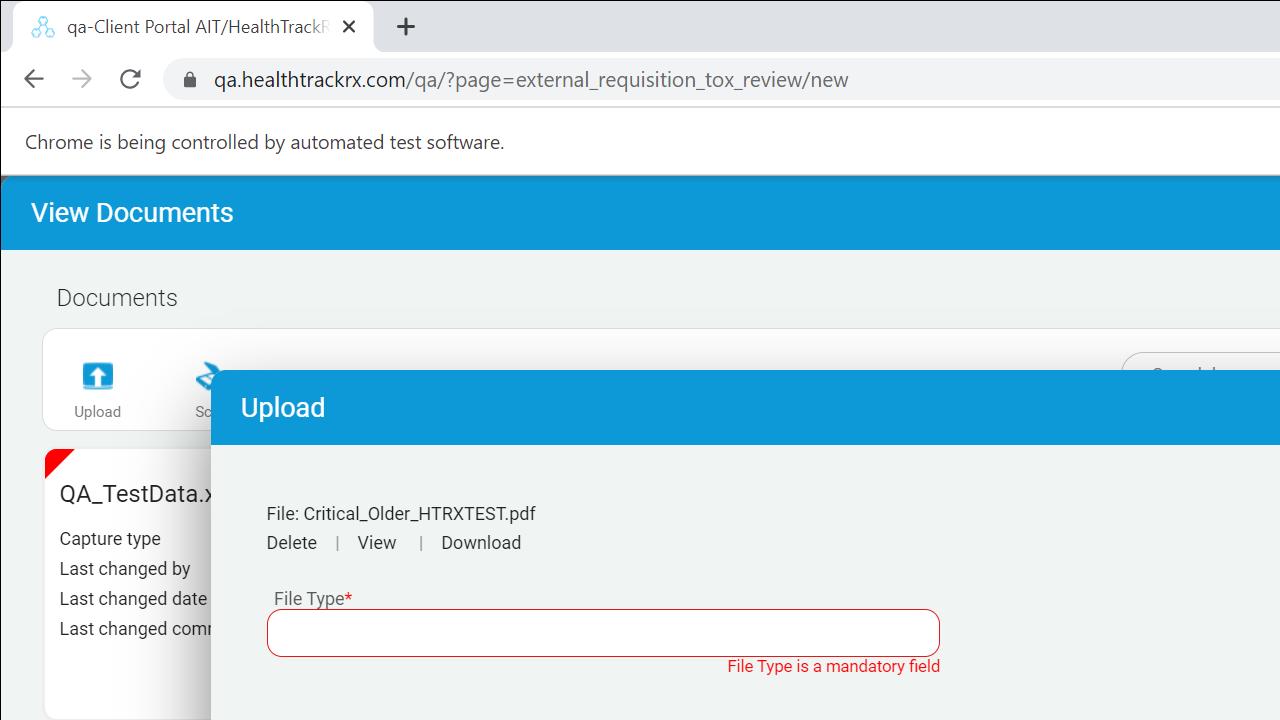 qa-Client Portal AIT/HealthTrackR
qa.healthtrackrx.com/qa/?page=external_requisition_tox_review/new
Chrome is being controlled by automated test software.
View Documents
Documents
Upload
Upload
QA_TestData.x
File: Critical_Older_HTRXTEST.pdf
Delete | View | Download
Capture type
Last changed by
Last changed date
Last changed com
File Type*
File Type is a mandatory field